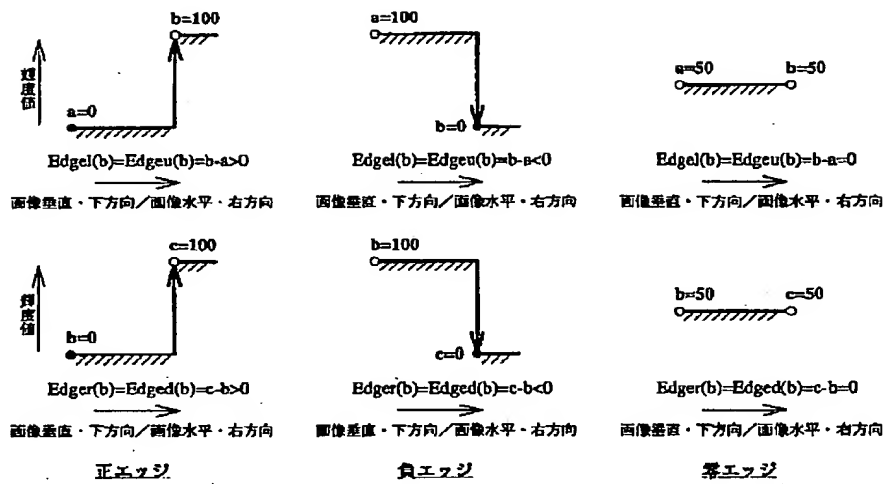 b=100
a=100
輝度値
a=0
a=50 b=50
b=0
Edgel(b)=Edgeu(b)=b-a>0
Edgel(b)=Edgeu(b)=b-a<0
Edgel(b)=Edgeu(b)=b-a=0
画像垂直・下方向/画像水平・右方向
画像垂直・下方向/画像水平・右方向
画像垂直・下方向/画像水平・右方向
c=100
b=100
輝度値
b=0
b=50 c=50
c=0
Edger(b)=Edged(b)=c-b>0
Edger(b)=Edged(b)=c-b<0
Edger(b)=Edged(b)=c-b=0
画像垂直・下方向/画像水平・右方向
画像垂直・下方向/画像水平・右方向
画像垂直・下方向/画像水平・右方向
正エッジ
負エッジ
零エッジ